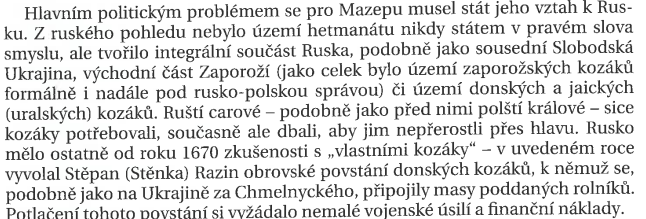 Hlavním politickým problémem se pro Mazepu musel stát jeho vztah k Rus-
ku. Z ruského pohledu nebylo území hetmanátu nikdy státem v pravém slova
smyslu, ale tvořilo integrální součást Ruska, podobně jako sousední Slobodská
Ukrajina, východní část Zaporoží (jako celek bylo území zaporožských kozáků
formálně i nadále pod rusko-polskou správou) či území donských a jaických
(uralských) kozáků. Ruští carové – podobně jako před nimi polští králové – sice
kozáky potřebovali, současně ale dbali, aby jim nepřerostli přes hlavu. Rusko
mělo ostatně od roku 1670 zkušenosti s „vlastními kozáky“ – v uvedeném roce
vyvolal Stěpan (Stěnka) Razin obrovské povstání donských kozáků, k němuž se,
podobně jako na Ukrajině za Chmelnyckého, připojily masy poddaných rolníků.
Potlačení tohoto povstání si vyžádalo nemalé vojenské úsilí a finanční náklady.